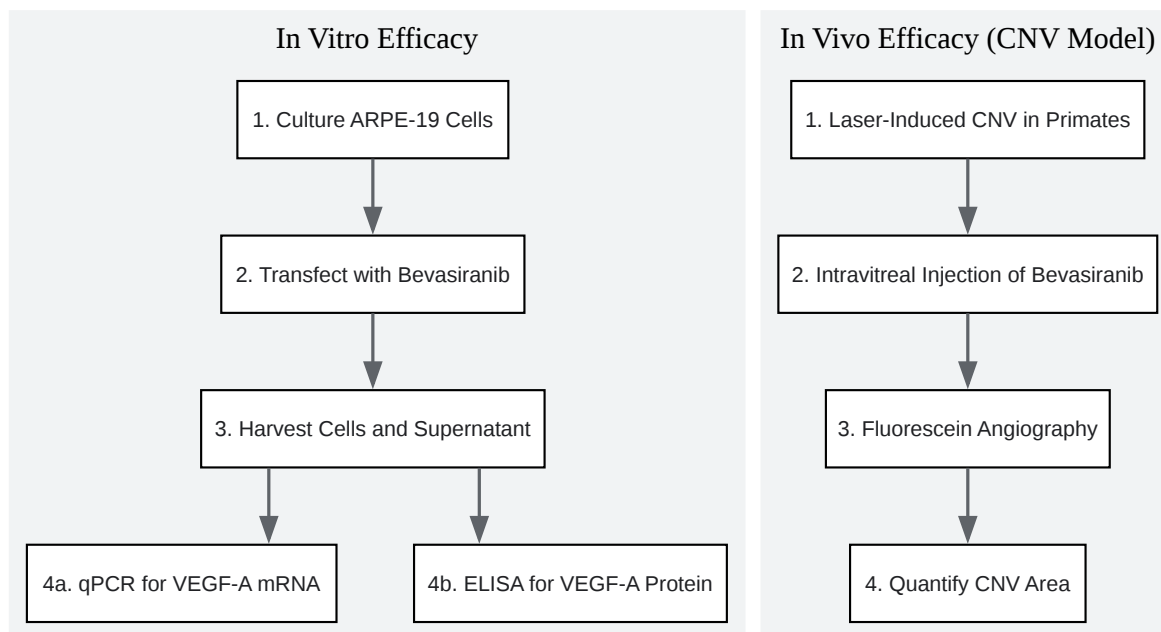 In Vitro Efficacy
1. Culture ARPE-19 Cells
2. Transfect with Bevasiranib
3. Harvest Cells and Supernatant
4a. qPCR for VEGF-A mRNA
4b. ELISA for VEGF-A Protein
In Vivo Efficacy (CNV Model)
1. Laser-Induced CNV in Primates
2. Intravitreal Injection of Bevasiranib
3. Fluorescein Angiography
4. Quantify CNV Area